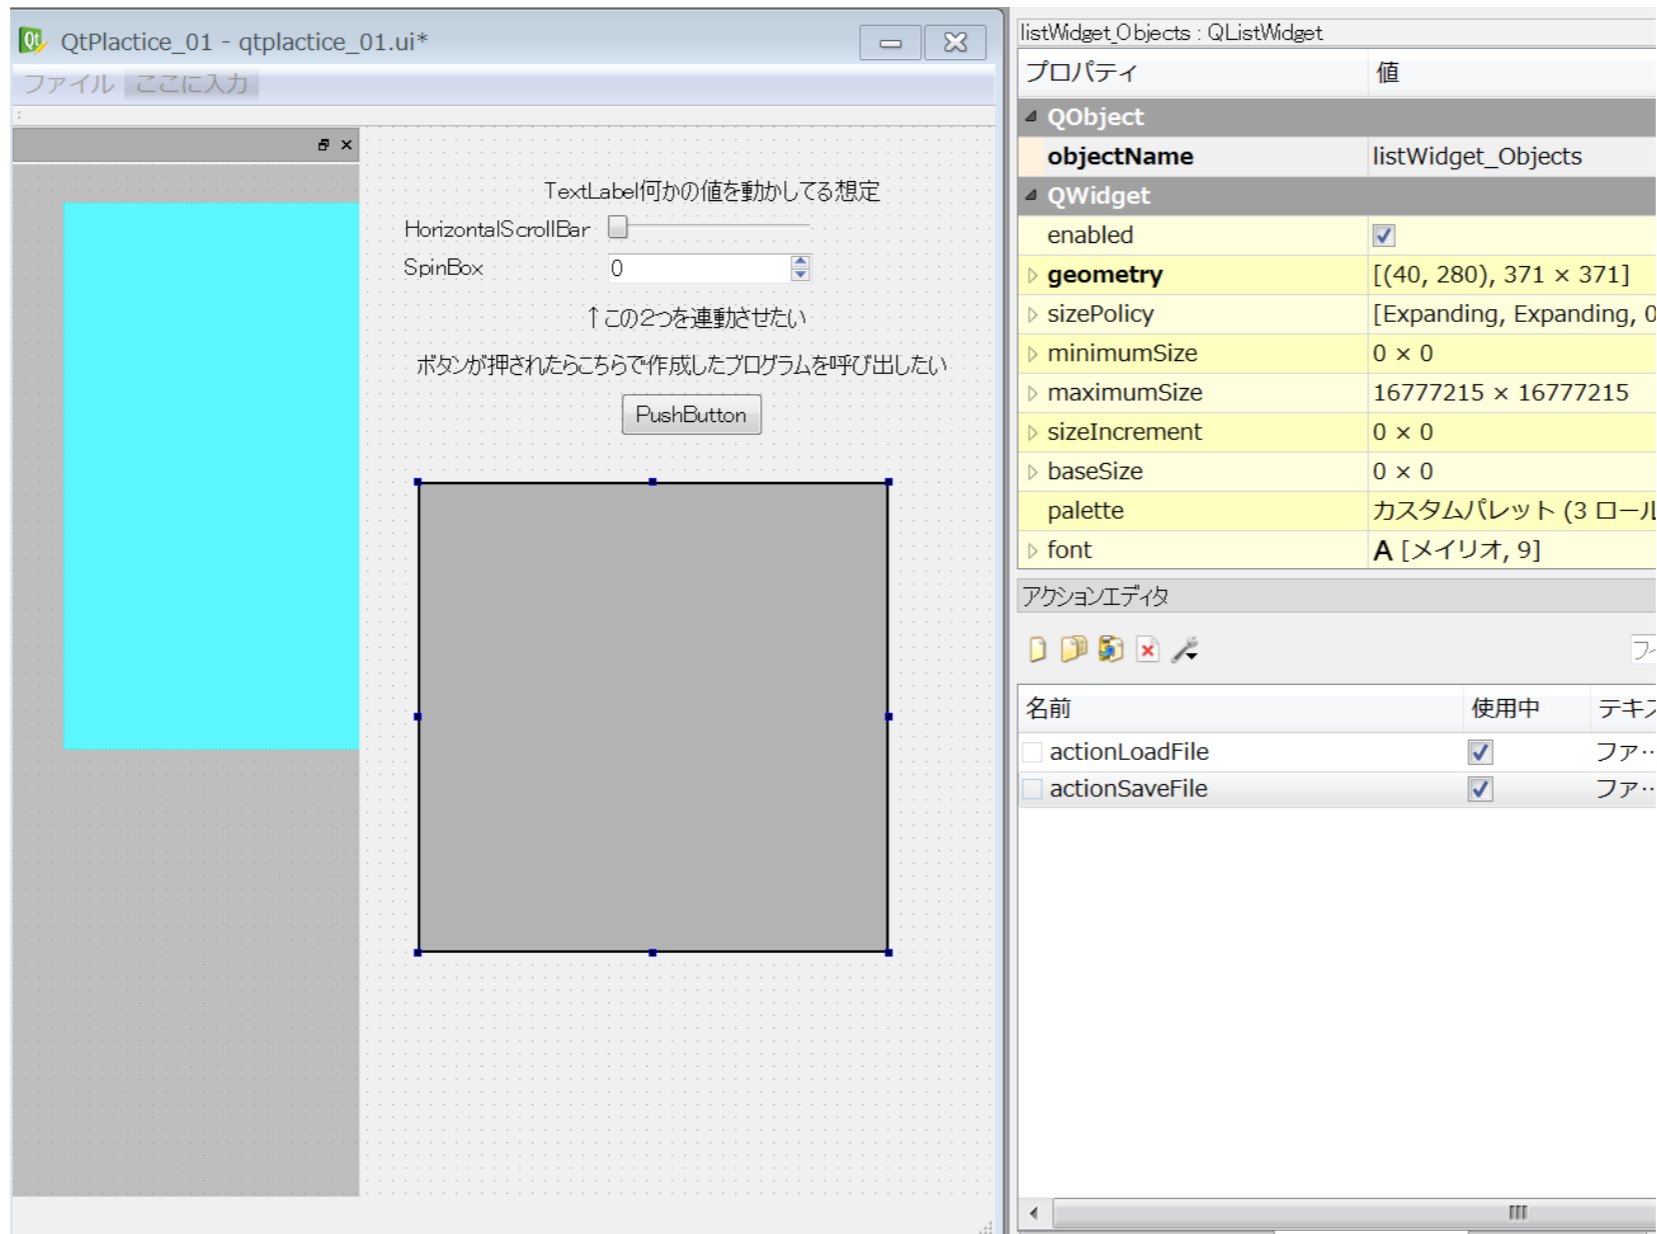 QtPlactice_01 - qtplactice_01.ui*
ファイル ここに入力
TextLabel何かの値を動かしてる想定
HorizontalScrollBar
SpinBox 0
↑この2つを連動させたい
ボタンが押されたらこちらで作成したプログラムを呼び出したい
PushButton
listWidget_Objects : QListWidget
プロパティ 値
QObject
objectName listWidget_Objects
QWidget
enabled
geometry [(40, 280), 371 × 371]
sizePolicy [Expanding, Expanding, 0
minimumSize 0 × 0
maximumSize 16777215 × 16777215
sizeIncrement 0 × 0
baseSize 0 × 0
palette カスタムパレット (3 ロール
font A [メイリオ, 9]
アクションエディタ
フィ
名前 使用中 テキス
actionLoadFile ファ…
actionSaveFile ファ…